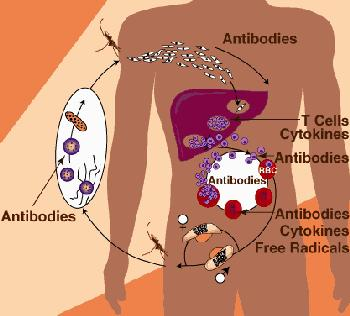 Antibodies
T Cells
Cytokines
Antibodies
RBC
Antibodies
Antibodies
Antibodies
Cytokines
Free Radicals